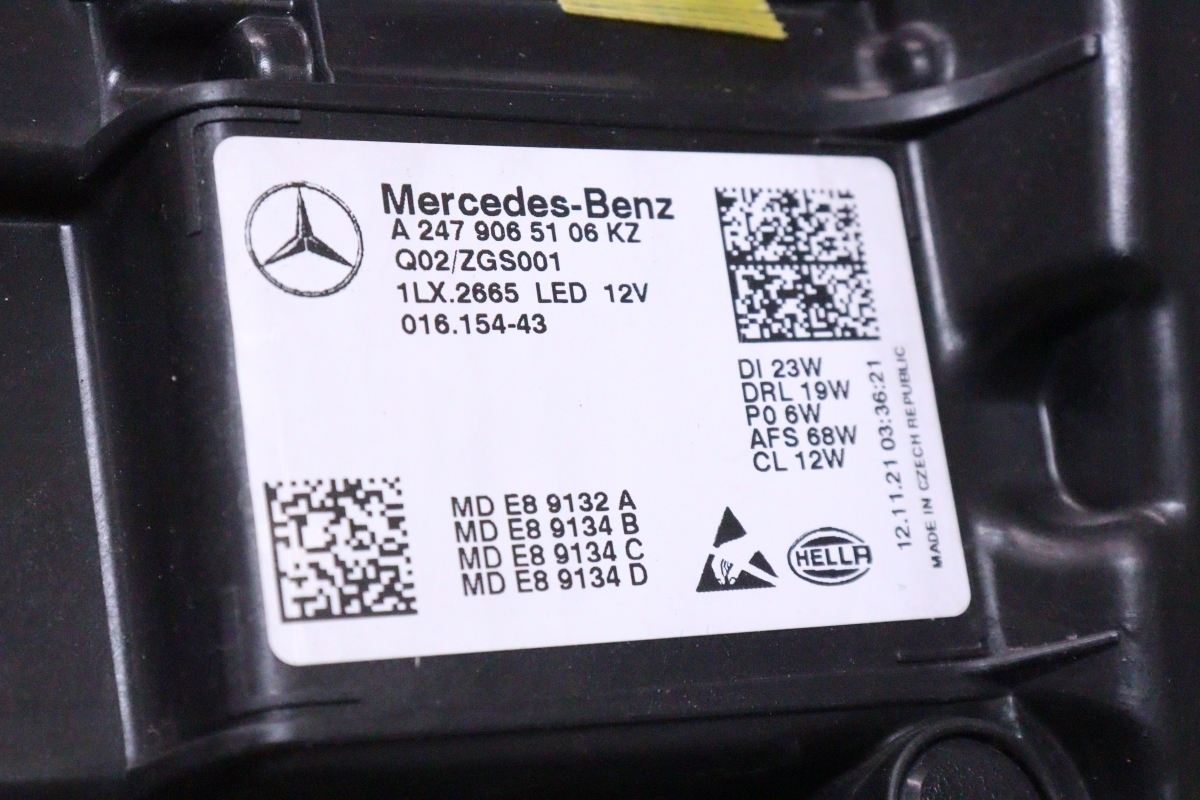 Mercedes-Benz
A 247 906 51 06 KZ
Q02/ZGS001
1LX.2665 LED 12V
016.154-43
DI 23W
DRL 19W
PO 6W
AFS 68W
CL 12W
12.11.21 03:36:21
MADE IN CZECH REPUBLIC
MD E8 9132 A
MD E8 9134 B
MD E8 9134 C
MD E8 9134 D
HELLA